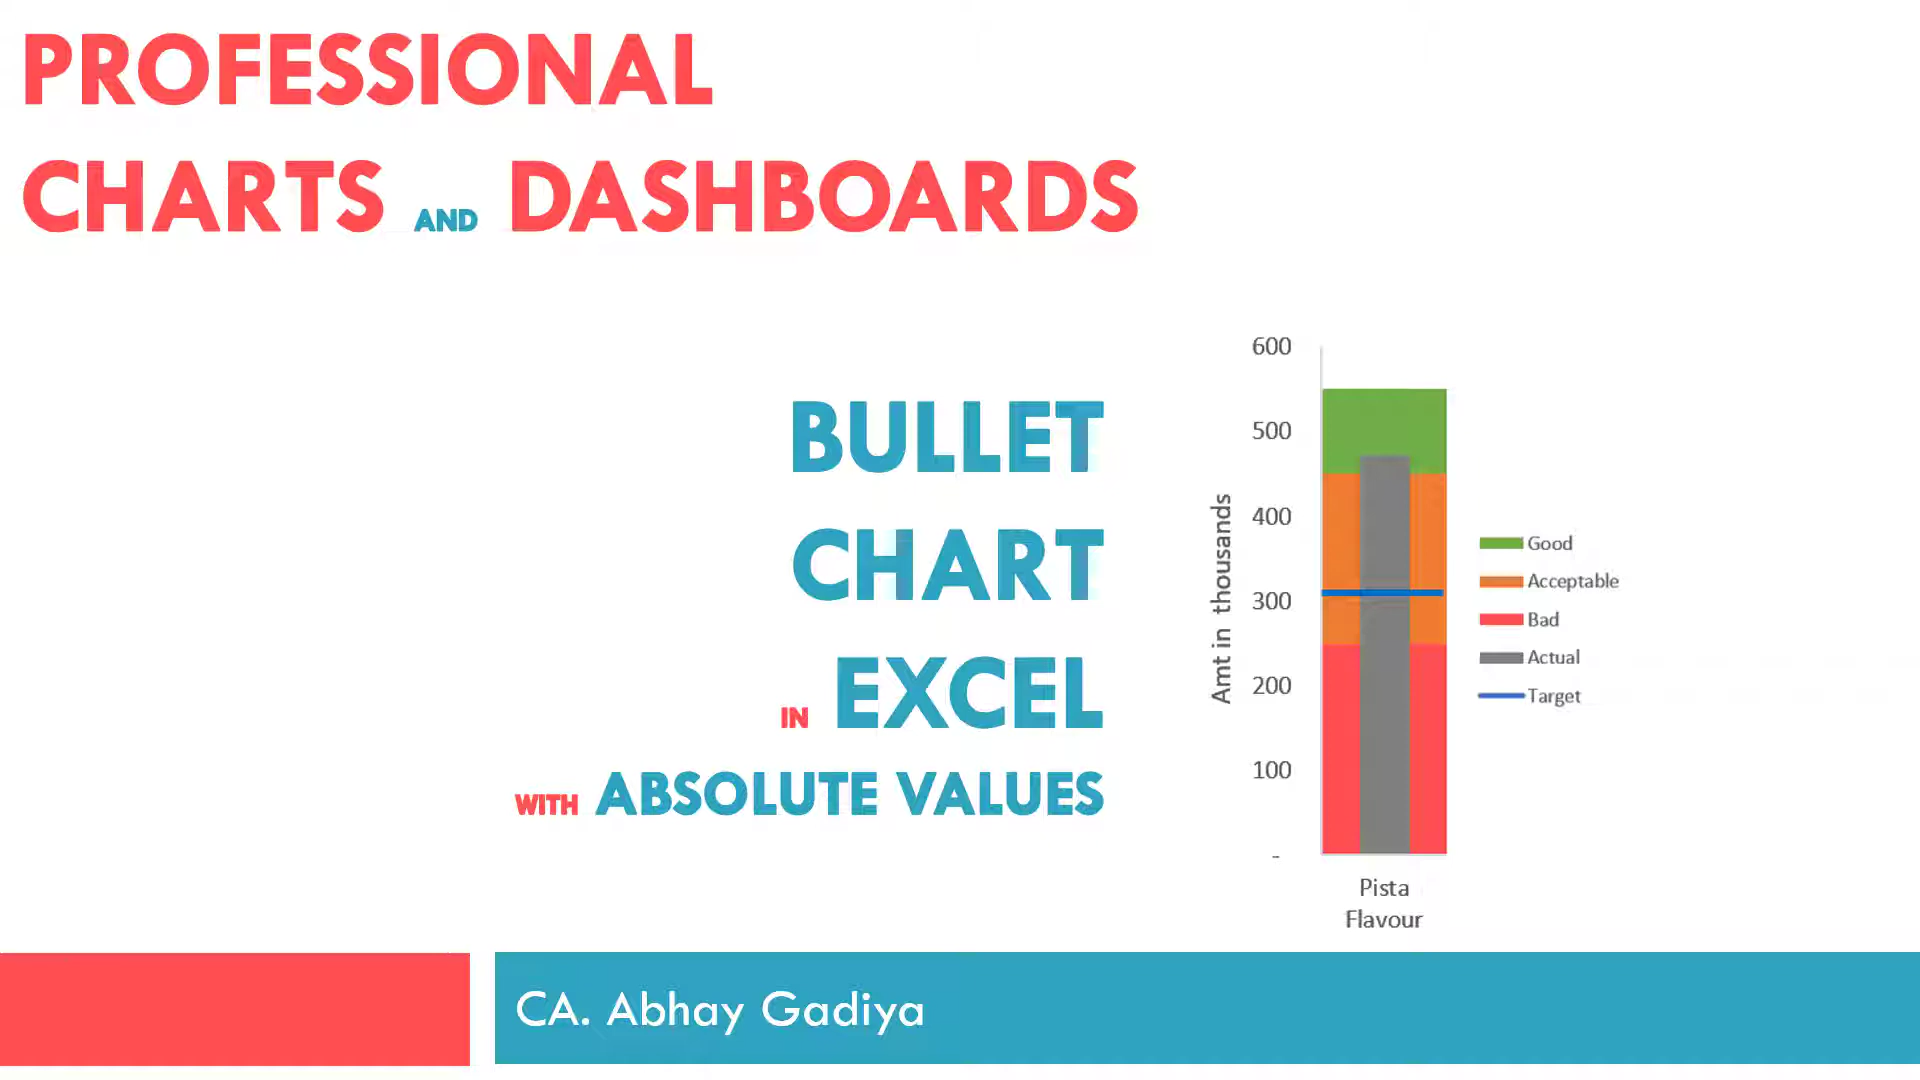 PROFESSIONAL
CHARTS AND DASHBOARDS
BULLET
CHART
IN EXCEL
WITH ABSOLUTE VALUES
600
500
400
300
200
100
-
Amt in thousands
Pista
Flavour
Good
Acceptable
Bad
Actual
Target
CA. Abhay Gadiya